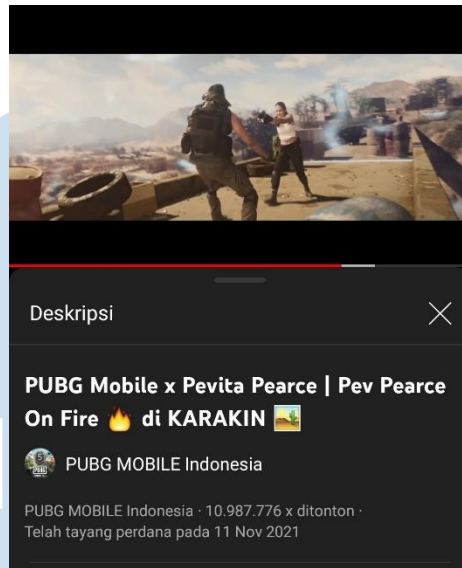 Deskripsi
PUBG Mobile x Pevita Pearce | Pev Pearce
On Fire 🔥 di KARAKIN 🏜️
PUBG MOBILE Indonesia
PUBG MOBILE Indonesia · 10.987.776 x ditonton ·
Telah tayang perdana pada 11 Nov 2021